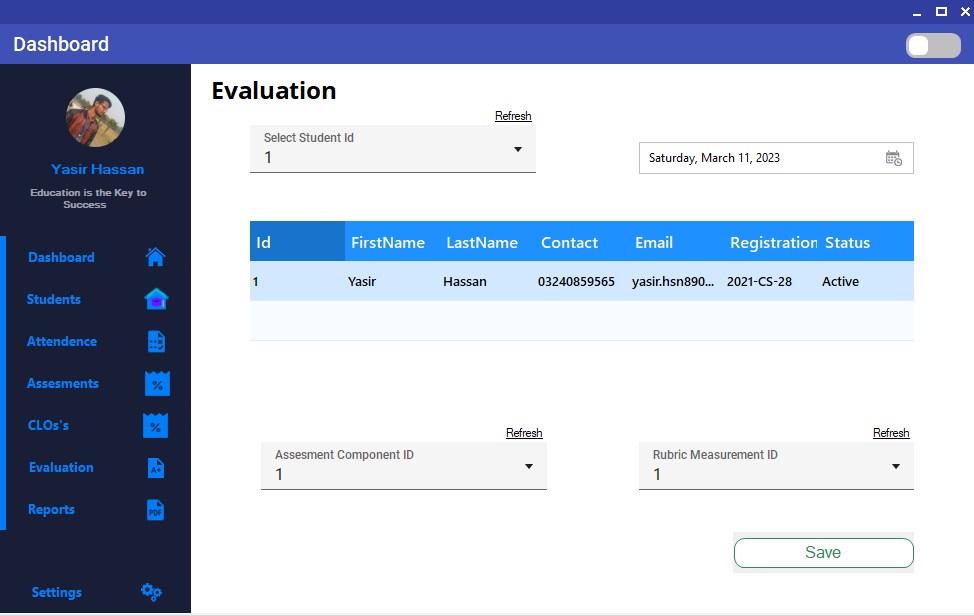 Dashboard
Yasir Hassan
Education is the Key to
Success
Dashboard
Students
Attendence
Assesments
%
CLOs's
%
Evaluation
A+
Reports
PDF
Settings
Evaluation
Refresh
Select Student Id
1
Saturday, March 11, 2023
Id FirstName LastName Contact Email Registration Status
1 Yasir Hassan 03240859565 yasir.hsn890... 2021-CS-28 Active
Refresh
Assesment Component ID
1
Refresh
Rubric Measurement ID
1
Save